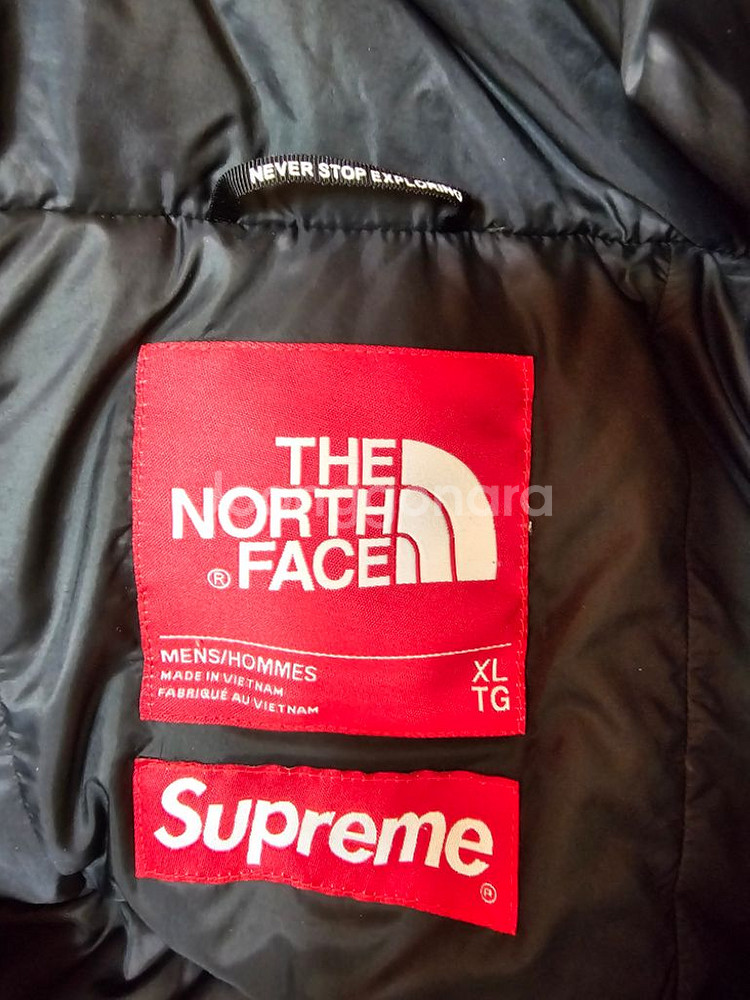 NEVER STOP EXPLORING
THE
NORTH
® FACE
MENS/HOMMES
MADE IN VIETNAM
FABRIQUÉ AU VIETNAM
XL
TG
Supreme
®